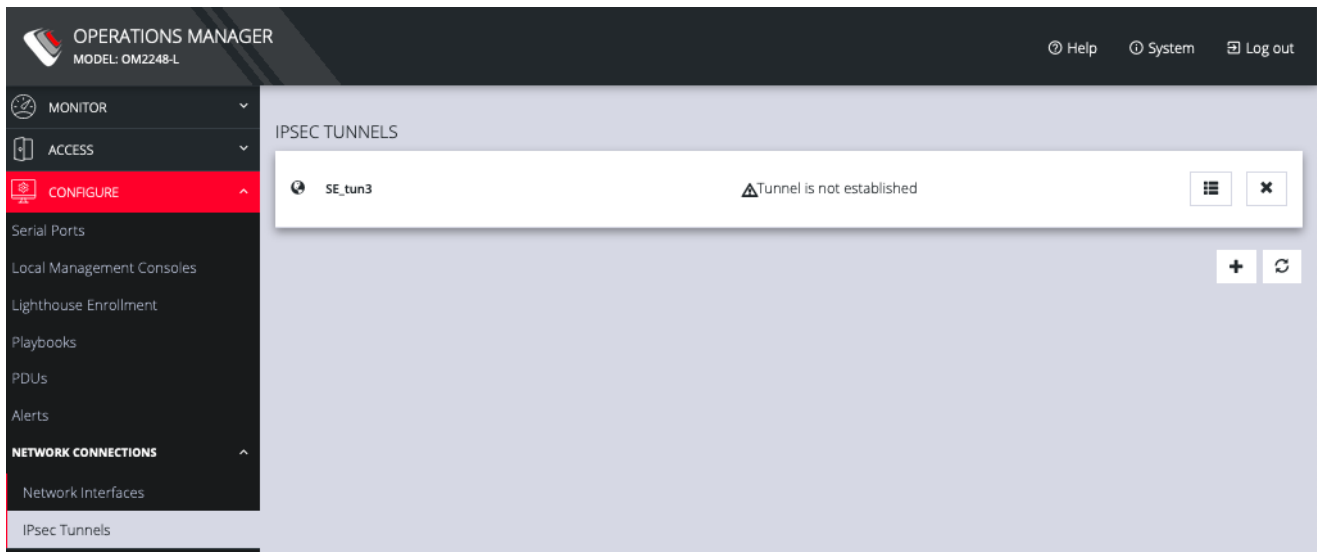 OPERATIONS MANAGER
MODEL: OM2248-L
Help
System
Log out
MONITOR
ACCESS
CONFIGURE
Serial Ports
Local Management Consoles
Lighthouse Enrollment
Playbooks
PDUs
Alerts
NETWORK CONNECTIONS
Network Interfaces
IPsec Tunnels
IPSEC TUNNELS
SE_tun3
Tunnel is not established